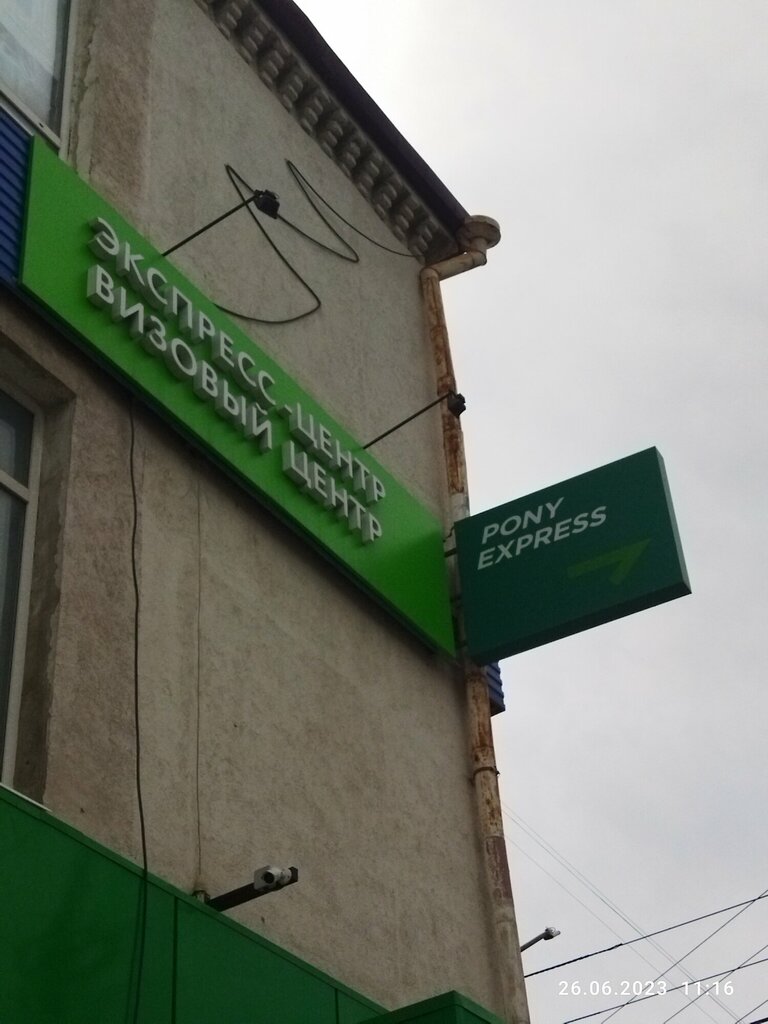 ЭКСПРЕСС-ЦЕНТР
ВИЗОВЫЙ ЦЕНТР
PONY
EXPRESS
26.06.2023 11:16